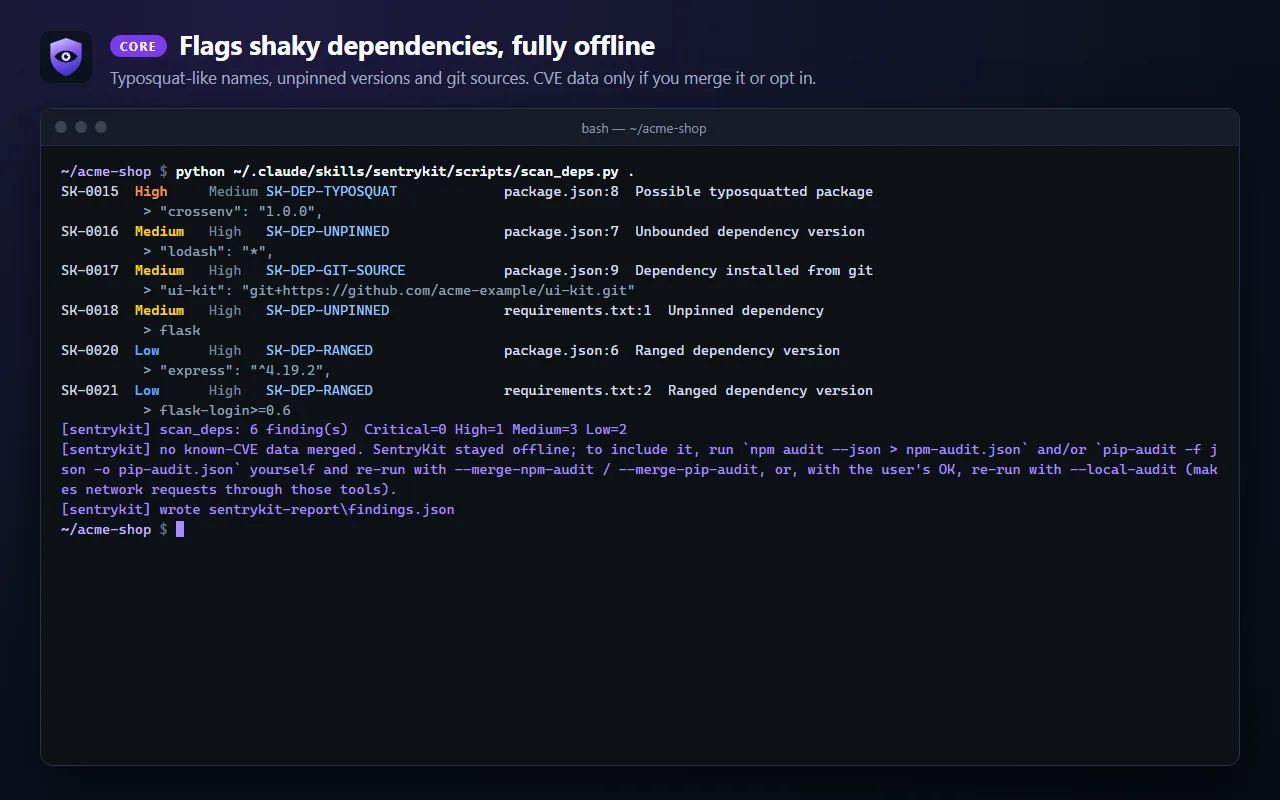 CORE Flags shaky dependencies, fully offline
Typosquat-like names, unpinned versions and git sources. CVE data only if you merge it or opt in.
bash — ~/acme-shop
~/acme-shop $ python ~/.claude/skills/sentrykit/scripts/scan_deps.py .
SK-0015 High Medium SK-DEP-TYPOSQUAT package.json:8 Possible typosquatted package
> "crossenv": "1.0.0",
SK-0016 Medium High SK-DEP-UNPINNED package.json:7 Unbounded dependency version
> "lodash": "*",
SK-0017 Medium High SK-DEP-GIT-SOURCE package.json:9 Dependency installed from git
> "ui-kit": "git+https://github.com/acme-example/ui-kit.git"
SK-0018 Medium High SK-DEP-UNPINNED requirements.txt:1 Unpinned dependency
> flask
SK-0020 Low High SK-DEP-RANGED package.json:6 Ranged dependency version
> "express": "^4.19.2",
SK-0021 Low High SK-DEP-RANGED requirements.txt:2 Ranged dependency version
> flask-login>=0.6
[sentrykit] scan_deps: 6 finding(s) Critical=0 High=1 Medium=3 Low=2
[sentrykit] no known-CVE data merged. SentryKit stayed offline; to include it, run `npm audit --json > npm-audit.json` and/or `pip-audit -f j
son -o pip-audit.json` yourself and re-run with --merge-npm-audit / --merge-pip-audit, or, with the user's OK, re-run with --local-audit (mak
es network requests through those tools).
[sentrykit] wrote sentrykit-report\findings.json
~/acme-shop $